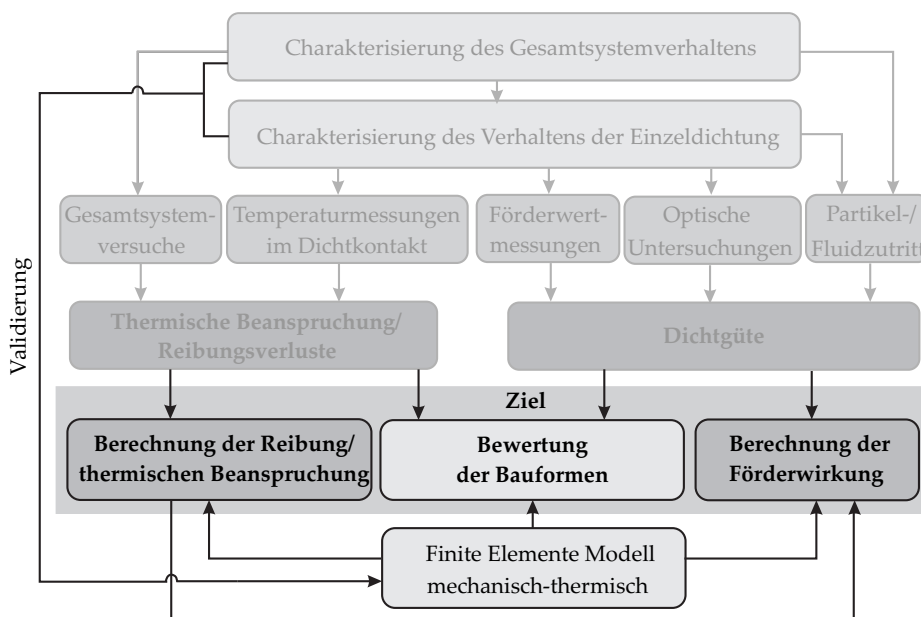 Charakterisierung des Gesamtsystemverhaltens
Charakterisierung des Verhaltens der Einzeldichtung
Gesamtsystem-
versuche
Temperaturmessungen
im Dichtkontakt
Förderwert-
messungen
Optische
Untersuchungen
Partikel-/
Fluidzutritt
Validierung
Thermische Beanspruchung/
Reibungsverluste
Dichtgüte
Ziel
Berechnung der Reibung/
thermischen Beanspruchung
Bewertung
der Bauformen
Berechnung der
Förderwirkung
Finite Elemente Modell
mechanisch-thermisch